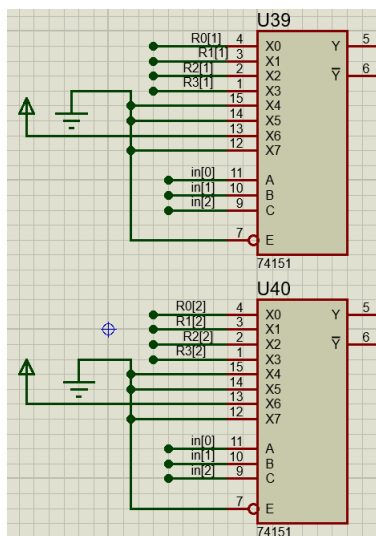 U39
R0[1] 4 X0 Y 5
R1[1] 3 X1
R2[1] 2 X2 Y 6
R3[1] 1 X3
15 X4
14 X5
13 X6
12 X7
in[0] 11 A
in[1] 10 B
in[2] 9 C
7 E
74151
U40
R0[2] 4 X0 Y 5
R1[2] 3 X1
R2[2] 2 X2 Y 6
R3[2] 1 X3
15 X4
14 X5
13 X6
12 X7
in[0] 11 A
in[1] 10 B
in[2] 9 C
7 E
74151